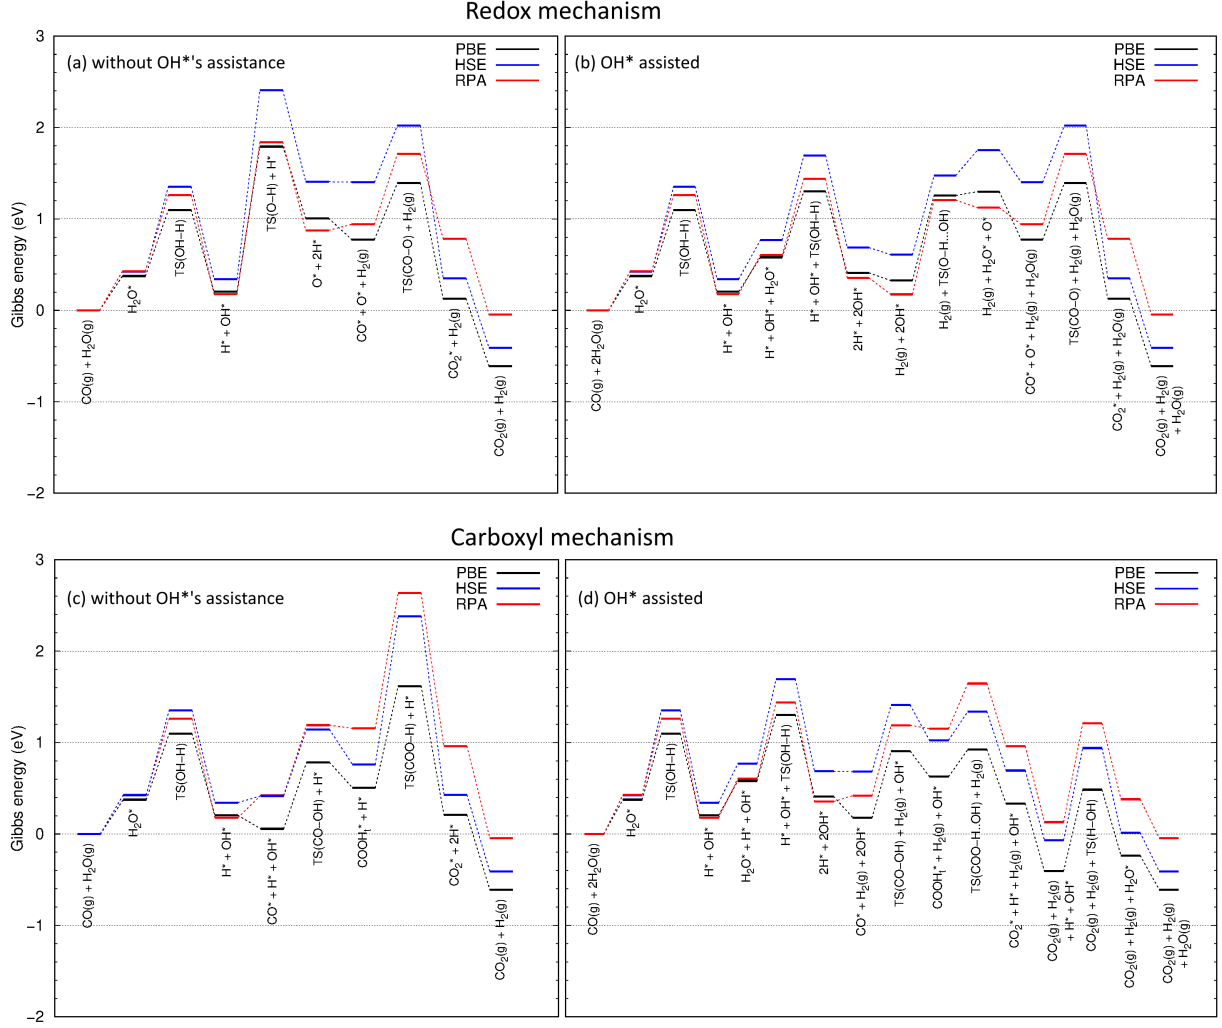 Redox mechanism
3
2
1
0
−1
−2
Gibbs energy (eV)
(a) without OH*'s assistance
PBE
HSE
RPA
CO(g) + H₂O(g)
H₂O*
TS(OH−H)
H* + OH*
TS(O−H) + H*
O* + 2H*
CO* + O* + H₂(g)
TS(CO−O) + H₂(g)
CO₂* + H₂(g)
CO₂(g) + H₂(g)
(b) OH* assisted
PBE
HSE
RPA
CO(g) + 2H₂O(g)
H₂O*
TS(OH−H)
H* + OH*
H* + OH* + H₂O*
H* + OH* + TS(OH−H)
2H* + 2OH*
H₂(g) + 2OH*
H₂(g) + TS(O−H...OH)
H₂(g) + H₂O* + O*
CO* + O* + H₂(g) + H₂O(g)
TS(CO−O) + H₂(g) + H₂O(g)
CO₂* + H₂(g) + H₂O(g)
CO₂(g) + H₂(g)
+ H₂O(g)
Carboxyl mechanism
3
2
1
0
−1
−2
Gibbs energy (eV)
(c) without OH*'s assistance
PBE
HSE
RPA
CO(g) + H₂O(g)
H₂O*
TS(OH−H)
H* + OH*
CO* + H* + OH*
TS(CO−OH) + H*
COOHₜ* + H*
TS(COO−H) + H*
CO₂* + 2H*
CO₂(g) + H₂(g)
(d) OH* assisted
PBE
HSE
RPA
CO(g) + 2H₂O(g)
H₂O*
TS(OH−H)
H* + OH*
H₂O* + H* + OH*
H* + OH* + TS(OH−H)
2H* + 2OH*
CO* + H₂(g) + 2OH*
TS(CO−OH) + H₂(g) + OH*
COOHₜ* + H₂(g) + OH*
TS(COO−H..OH) + H₂(g)
CO₂* + H* + H₂(g) + OH*
CO₂(g) + H₂(g)
+ H* + OH*
CO₂(g) + H₂(g) + TS(H−OH)
CO₂(g) + H₂(g) + H₂O*
CO₂(g) + H₂(g)
+ H₂O(g)